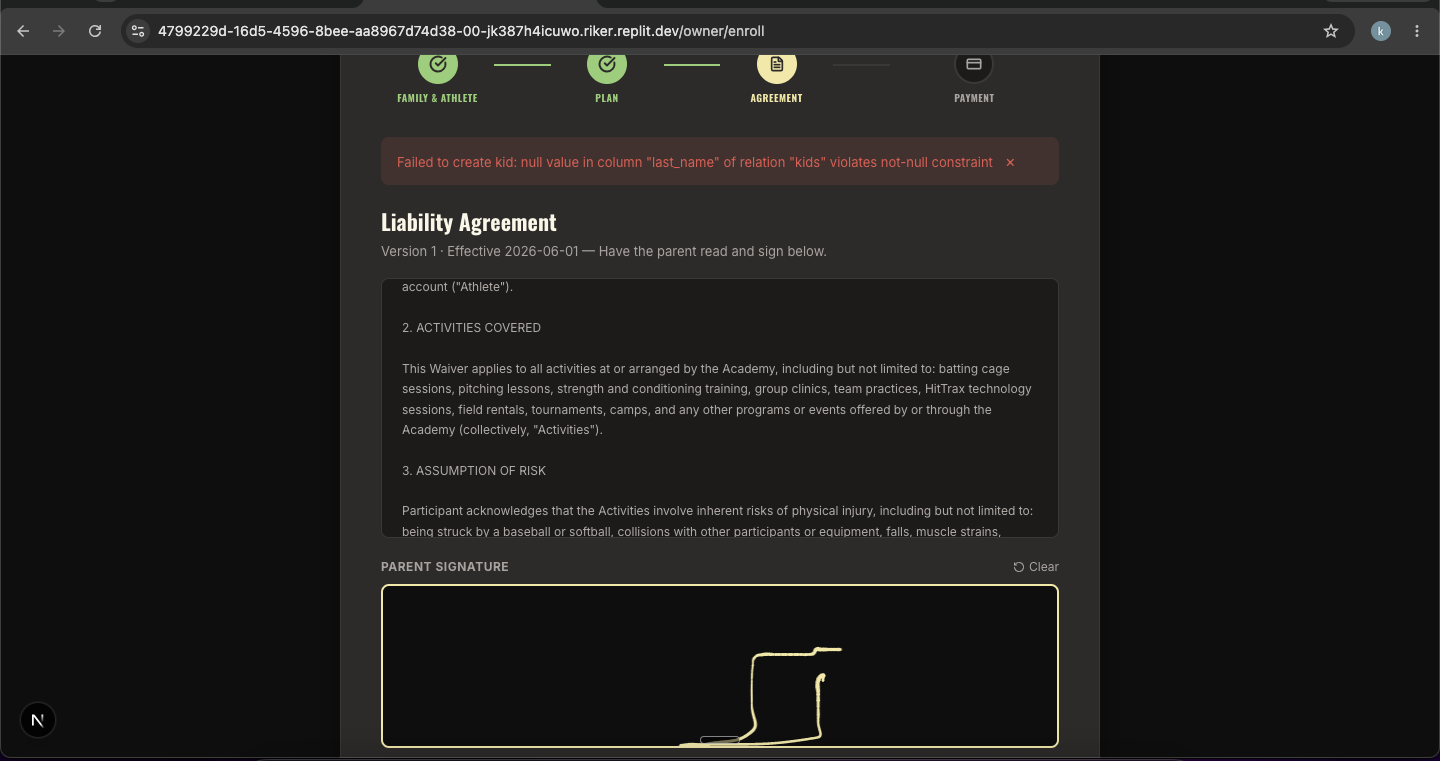 4799229d-16d5-4596-8bee-aa8967d74d38-00-jk387h4icuwo.riker.replit.dev/owner/enroll
k
FAMILY & ATHLETE
PLAN
AGREEMENT
PAYMENT
Failed to create kid: null value in column "last_name" of relation "kids" violates not-null constraint ×
Liability Agreement
Version 1 · Effective 2026-06-01 — Have the parent read and sign below.
account ("Athlete").
2. ACTIVITIES COVERED
This Waiver applies to all activities at or arranged by the Academy, including but not limited to: batting cage
sessions, pitching lessons, strength and conditioning training, group clinics, team practices, HitTrax technology
sessions, field rentals, tournaments, camps, and any other programs or events offered by or through the
Academy (collectively, "Activities").
3. ASSUMPTION OF RISK
Participant acknowledges that the Activities involve inherent risks of physical injury, including but not limited to:
being struck by a baseball or softball, collisions with other participants or equipment, falls, muscle strains,
PARENT SIGNATURE
Clear
N